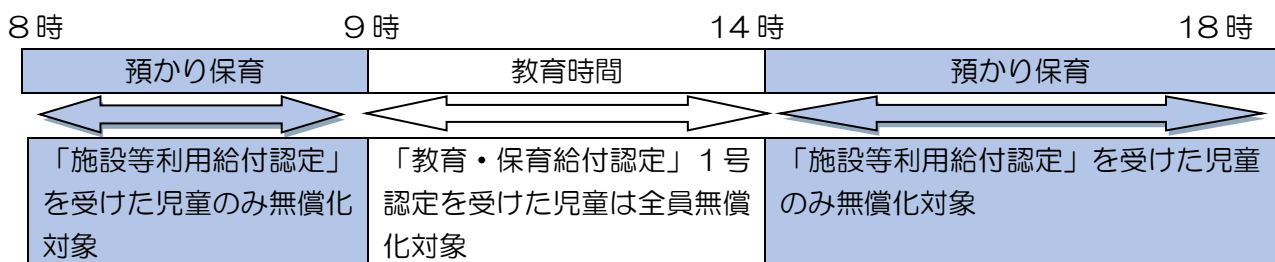 8時 9時 14時 18時
預かり保育 教育時間 預かり保育
「施設等利用給付認定」
を受けた児童のみ無償化
対象
「教育・保育給付認定」1号
認定を受けた児童は全員無償
化対象
「施設等利用給付認定」を受けた児童
のみ無償化対象